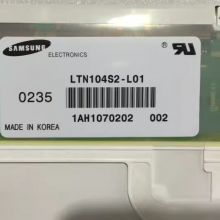 SAMSUNG
ELECTRONICS
LTN104S2-L01
0235
MADE IN KOREA
1AH1070202 002